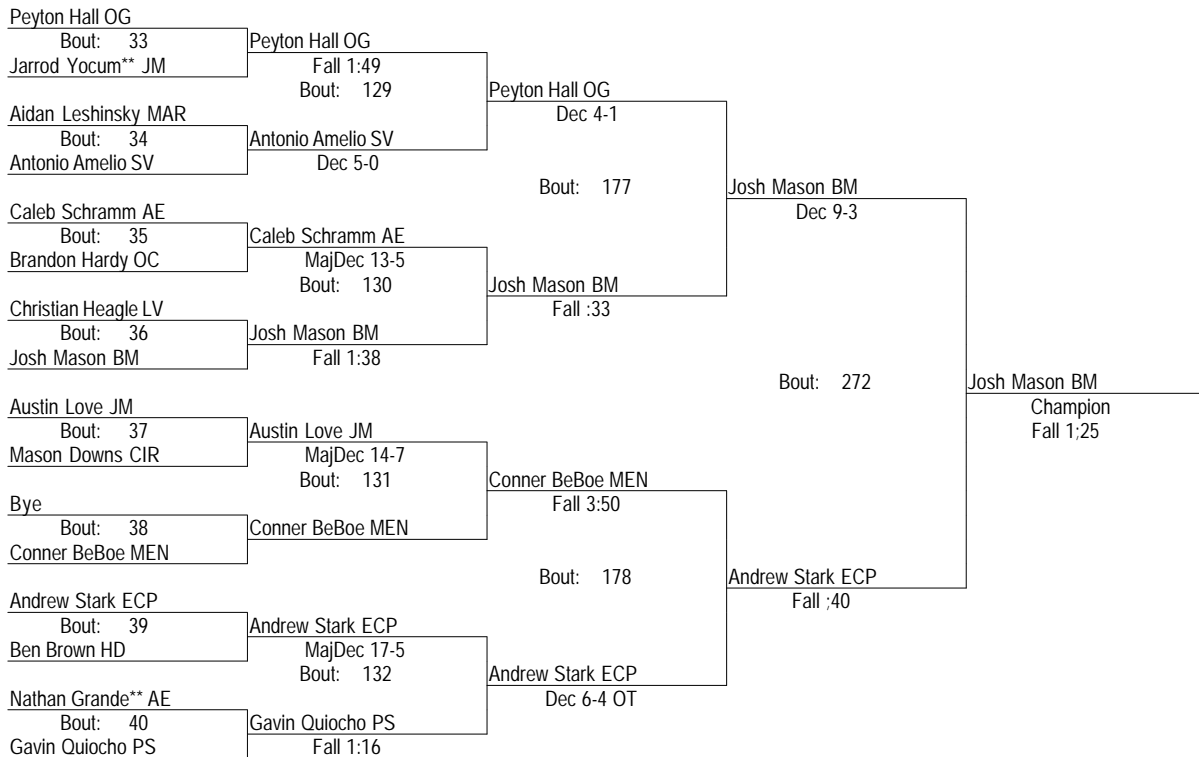 Peyton Hall OG
Bout: 33
Peyton Hall OG
Jarrod Yocum** JM
Fall 1:49
Bout: 129
Peyton Hall OG
Aidan Leshinsky MAR
Dec 4-1
Bout: 34
Antonio Amelio SV
Antonio Amelio SV
Dec 5-0
Bout: 177
Josh Mason BM
Caleb Schramm AE
Dec 9-3
Bout: 35
Caleb Schramm AE
Brandon Hardy OC
MajDec 13-5
Bout: 130
Josh Mason BM
Christian Heagle LV
Fall :33
Bout: 36
Josh Mason BM
Josh Mason BM
Fall 1:38
Bout: 272
Josh Mason BM
Austin Love JM
Champion
Bout: 37
Austin Love JM
Fall 1;25
Mason Downs CIR
MajDec 14-7
Bout: 131
Conner BeBoe MEN
Bye
Fall 3:50
Bout: 38
Conner BeBoe MEN
Conner BeBoe MEN
Bout: 178
Andrew Stark ECP
Andrew Stark ECP
Fall ;40
Bout: 39
Andrew Stark ECP
Ben Brown HD
MajDec 17-5
Bout: 132
Andrew Stark ECP
Nathan Grande** AE
Dec 6-4 OT
Bout: 40
Gavin Quiocho PS
Gavin Quiocho PS
Fall 1:16